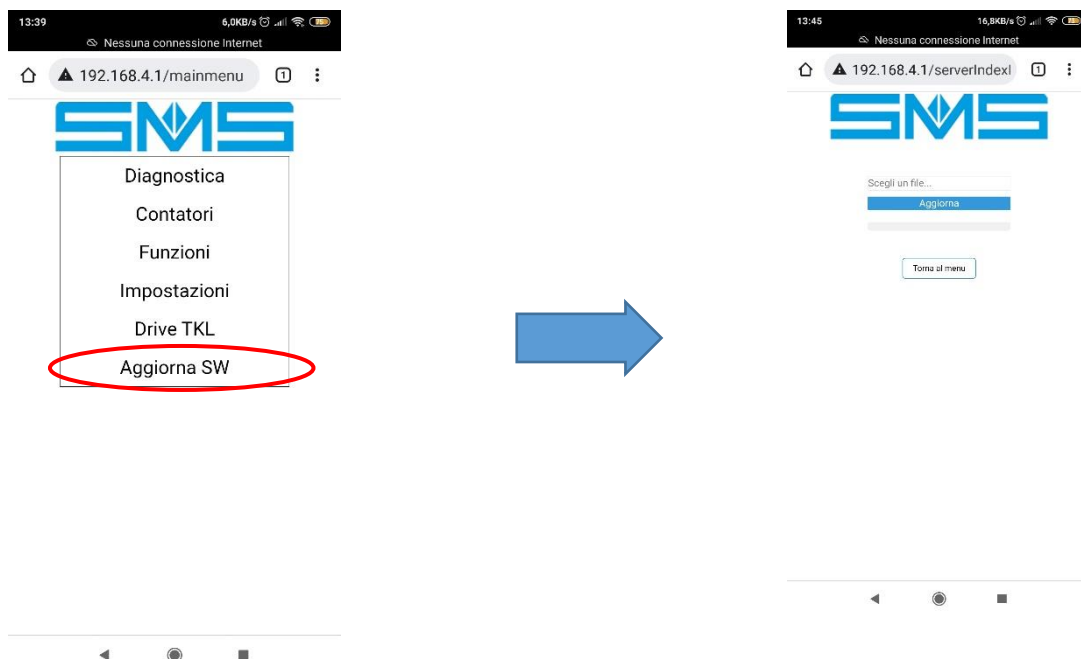 13:39
6,0KB/s
75
Nessuna connessione Internet
192.168.4.1/mainmenu
1
SMS
Diagnostica
Contatori
Funzioni
Impostazioni
Drive TKL
Aggiorna SW
13:45
16,8KB/s
Nessuna connessione Internet
192.168.4.1/serverIndexI
1
SMS
Scegli un file...
Aggiorna
Torna al menu